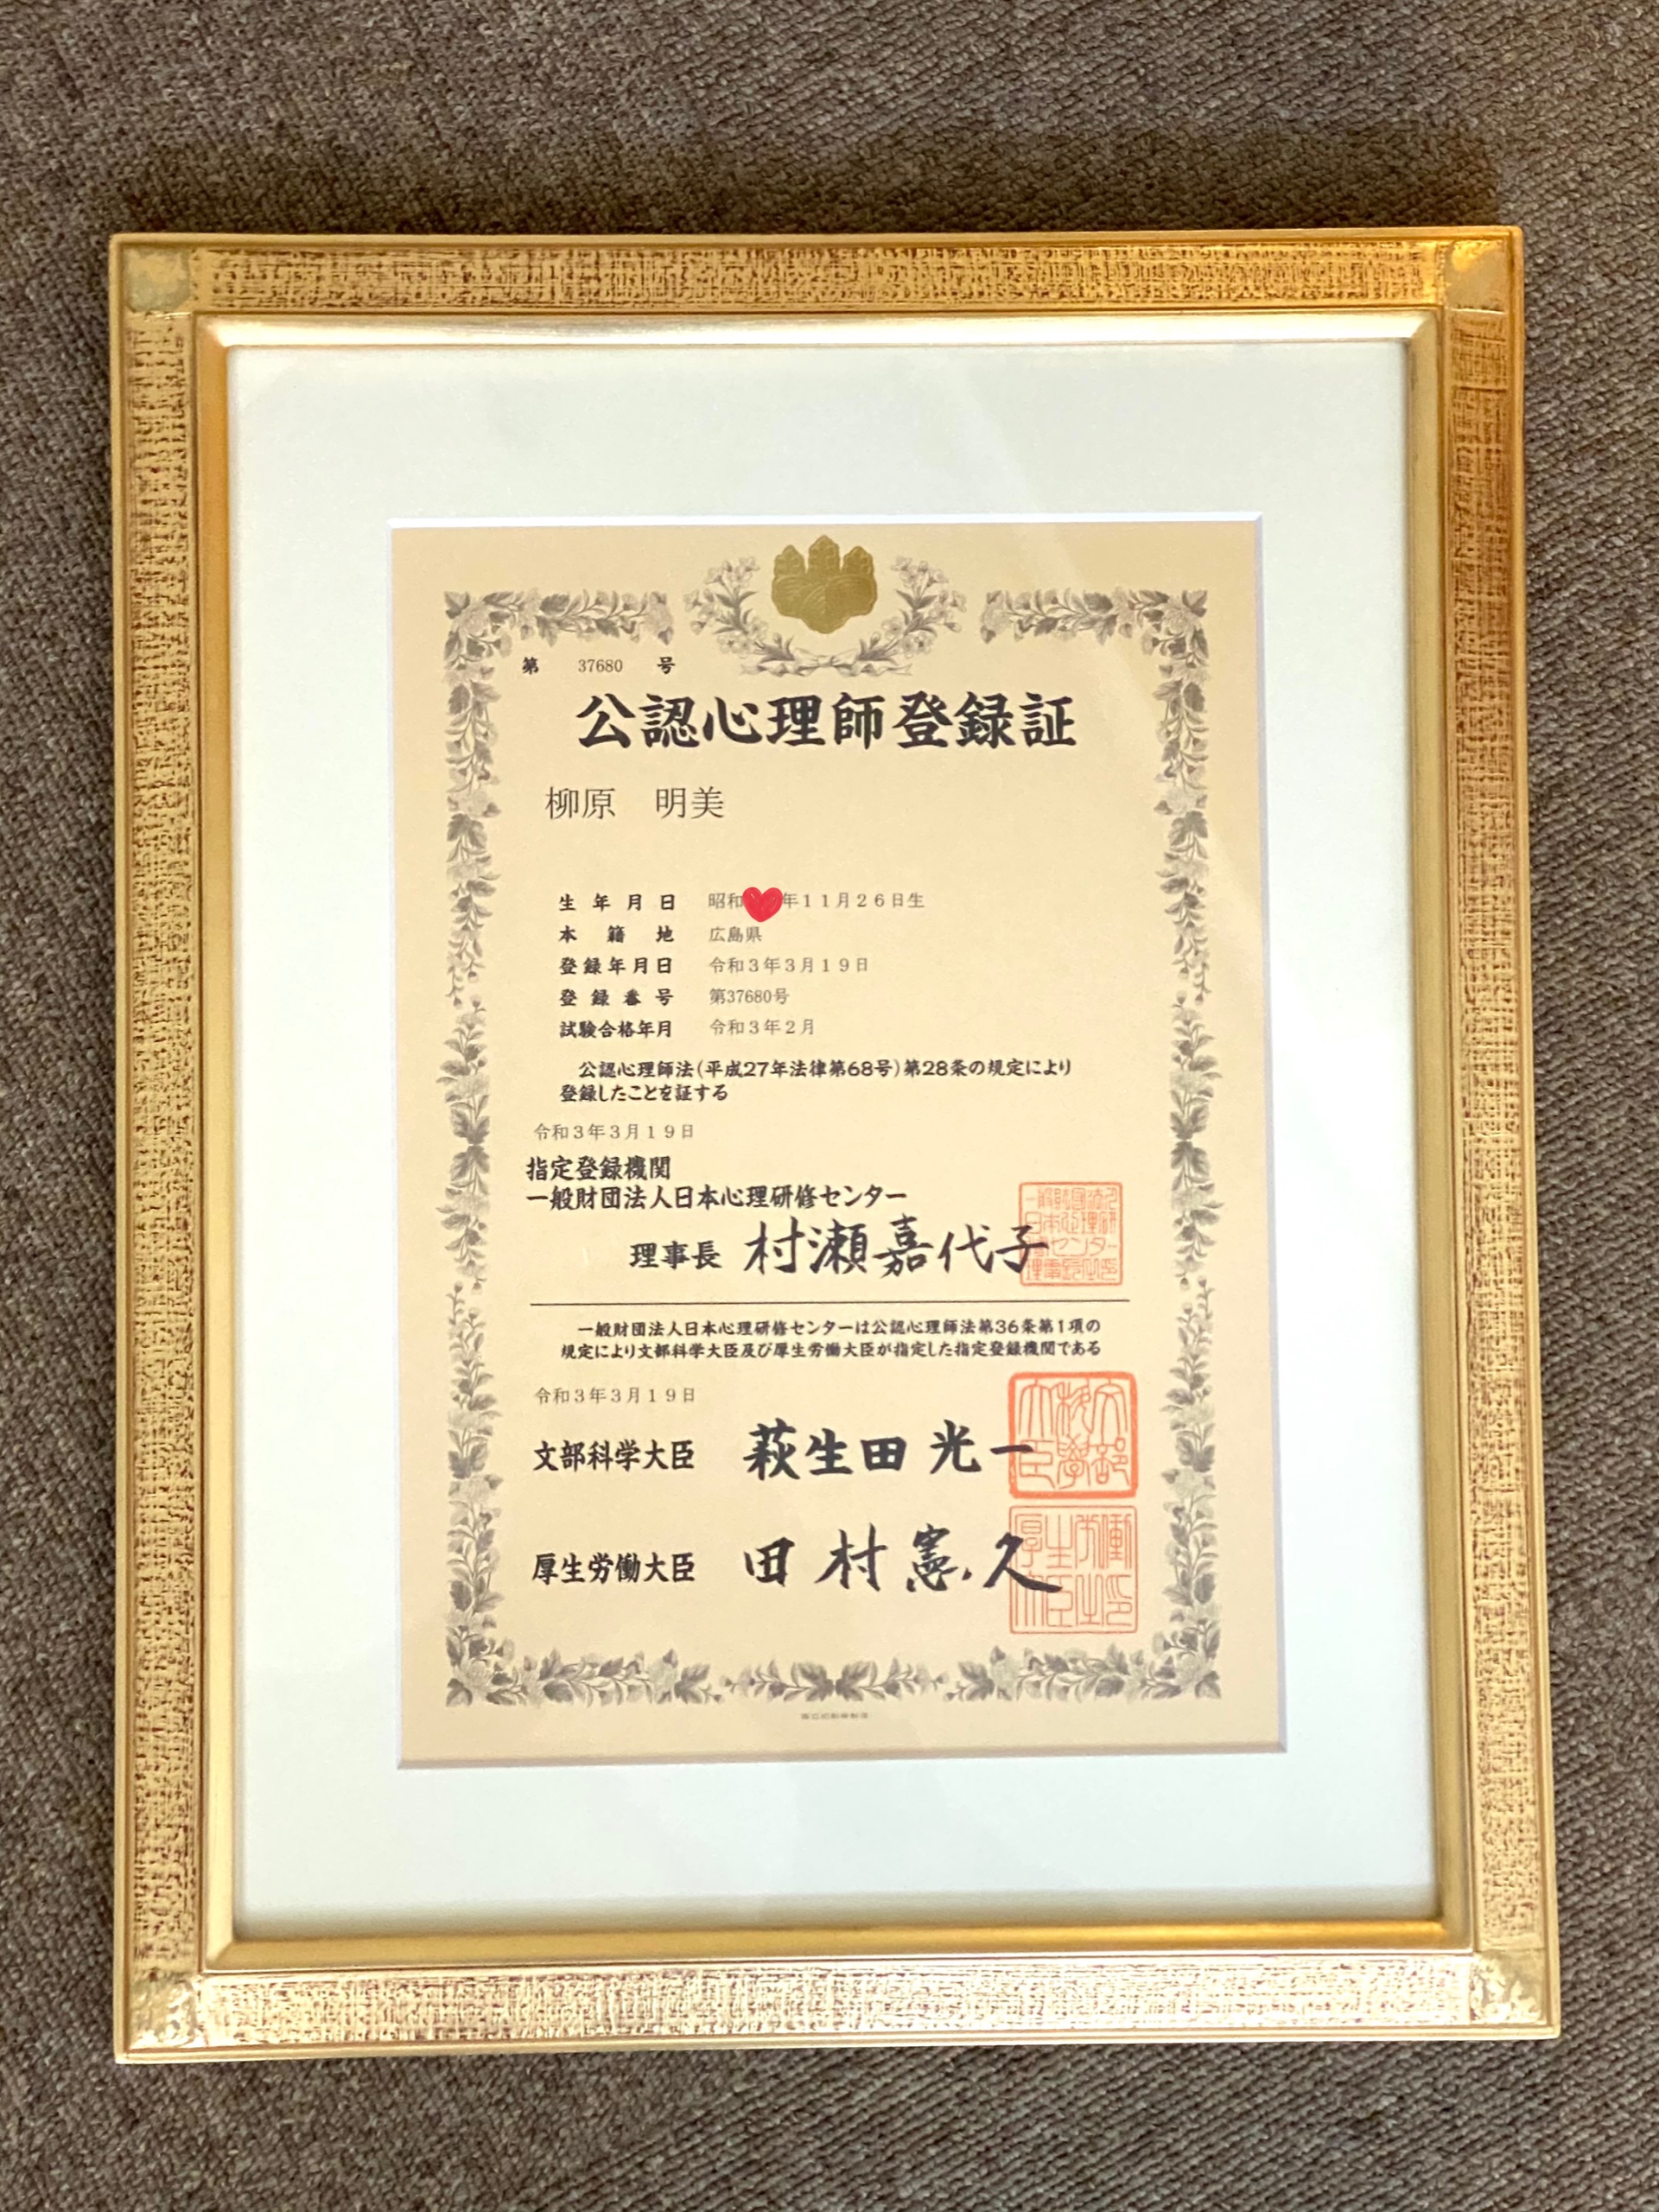 第 37680 号
公認心理師登録証
柳原 明美
生年月日 昭和 年11月26日生
本籍地 広島県
登録年月日 令和3年3月19日
登録番号 第37680号
試験合格年月 令和3年2月
公認心理師法(平成27年法律第68号)第28条の規定により
登録したことを証する
令和3年3月19日
指定登録機関
一般財団法人日本心理研修センター
理事長 村瀬嘉代子
一般財団法人日本心理研修センターは公認心理師法第36条第1項の
規定により文部科学大臣及び厚生労働大臣が指定した指定登録機関である
令和3年3月19日
文部科学大臣 萩生田光一
厚生労働大臣 田村憲久